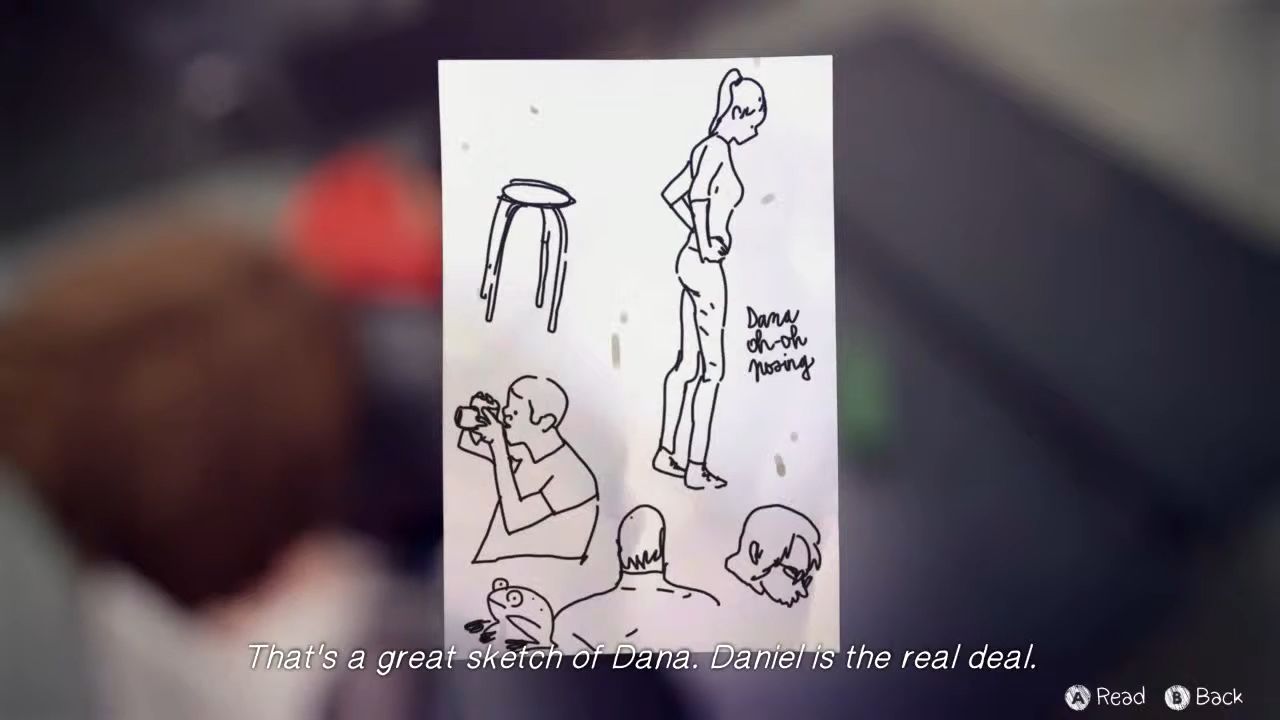 Dana
oh-oh
posing
That's a great sketch of Dana. Daniel is the real deal.
A Read B Back